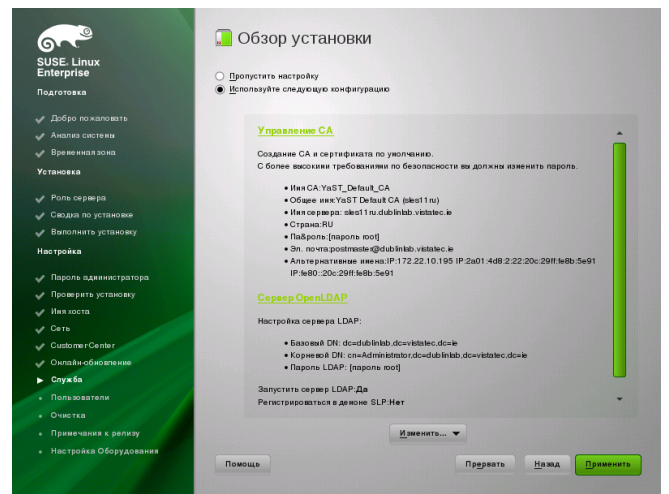 SUSE. Linux
Enterprise
Подготовка
Добро пожаловать
Анализ системы
Временная зона
Установка
Роль сервера
Сводка по установке
Выполнить установку
Настройка
Пароль администратора
Проверить установку
Имя хоста
Сеть
CustomerCenter
Онлайн-обновление
Служба
Пользователи
Очистка
Примечания к релизу
Настройка Оборудования
Обзор установки
Пропустить настройку
Используйте следующую конфигурацию
Управление CA
Создание CA и сертификата по умолчанию.
С более высокими требованиями по безопасности вы должны изменить пароль.
Имя CA:YaST_Default_CA
Общее имя:YaST Default CA (sles11ru)
Имя сервера: sles11ru.dublinlab.vistatec.ie
Страна:RU
Па&роль:[пароль root]
Эл. почта:postmaster@dublinlab.vistatec.ie
Альтернативные имена:IP:172.22.10.195 IP:2a01:4d8:2:22:20c:29ff:fe8b:5e91
IP:fe80::20c:29ff:fe8b:5e91
Сервер OpenLDAP
Настройка сервера LDAP:
Базовый DN: dc=dublinlab,dc=vistatec,dc=ie
Корневой DN: cn=Administrator,dc=dublinlab,dc=vistatec,dc=ie
Пароль LDAP: [пароль root]
Запустить сервер LDAP:Да
Регистрироваться в демоне SLP:Нет
Изменить...
Помощь
Прервать
Назад
Применить